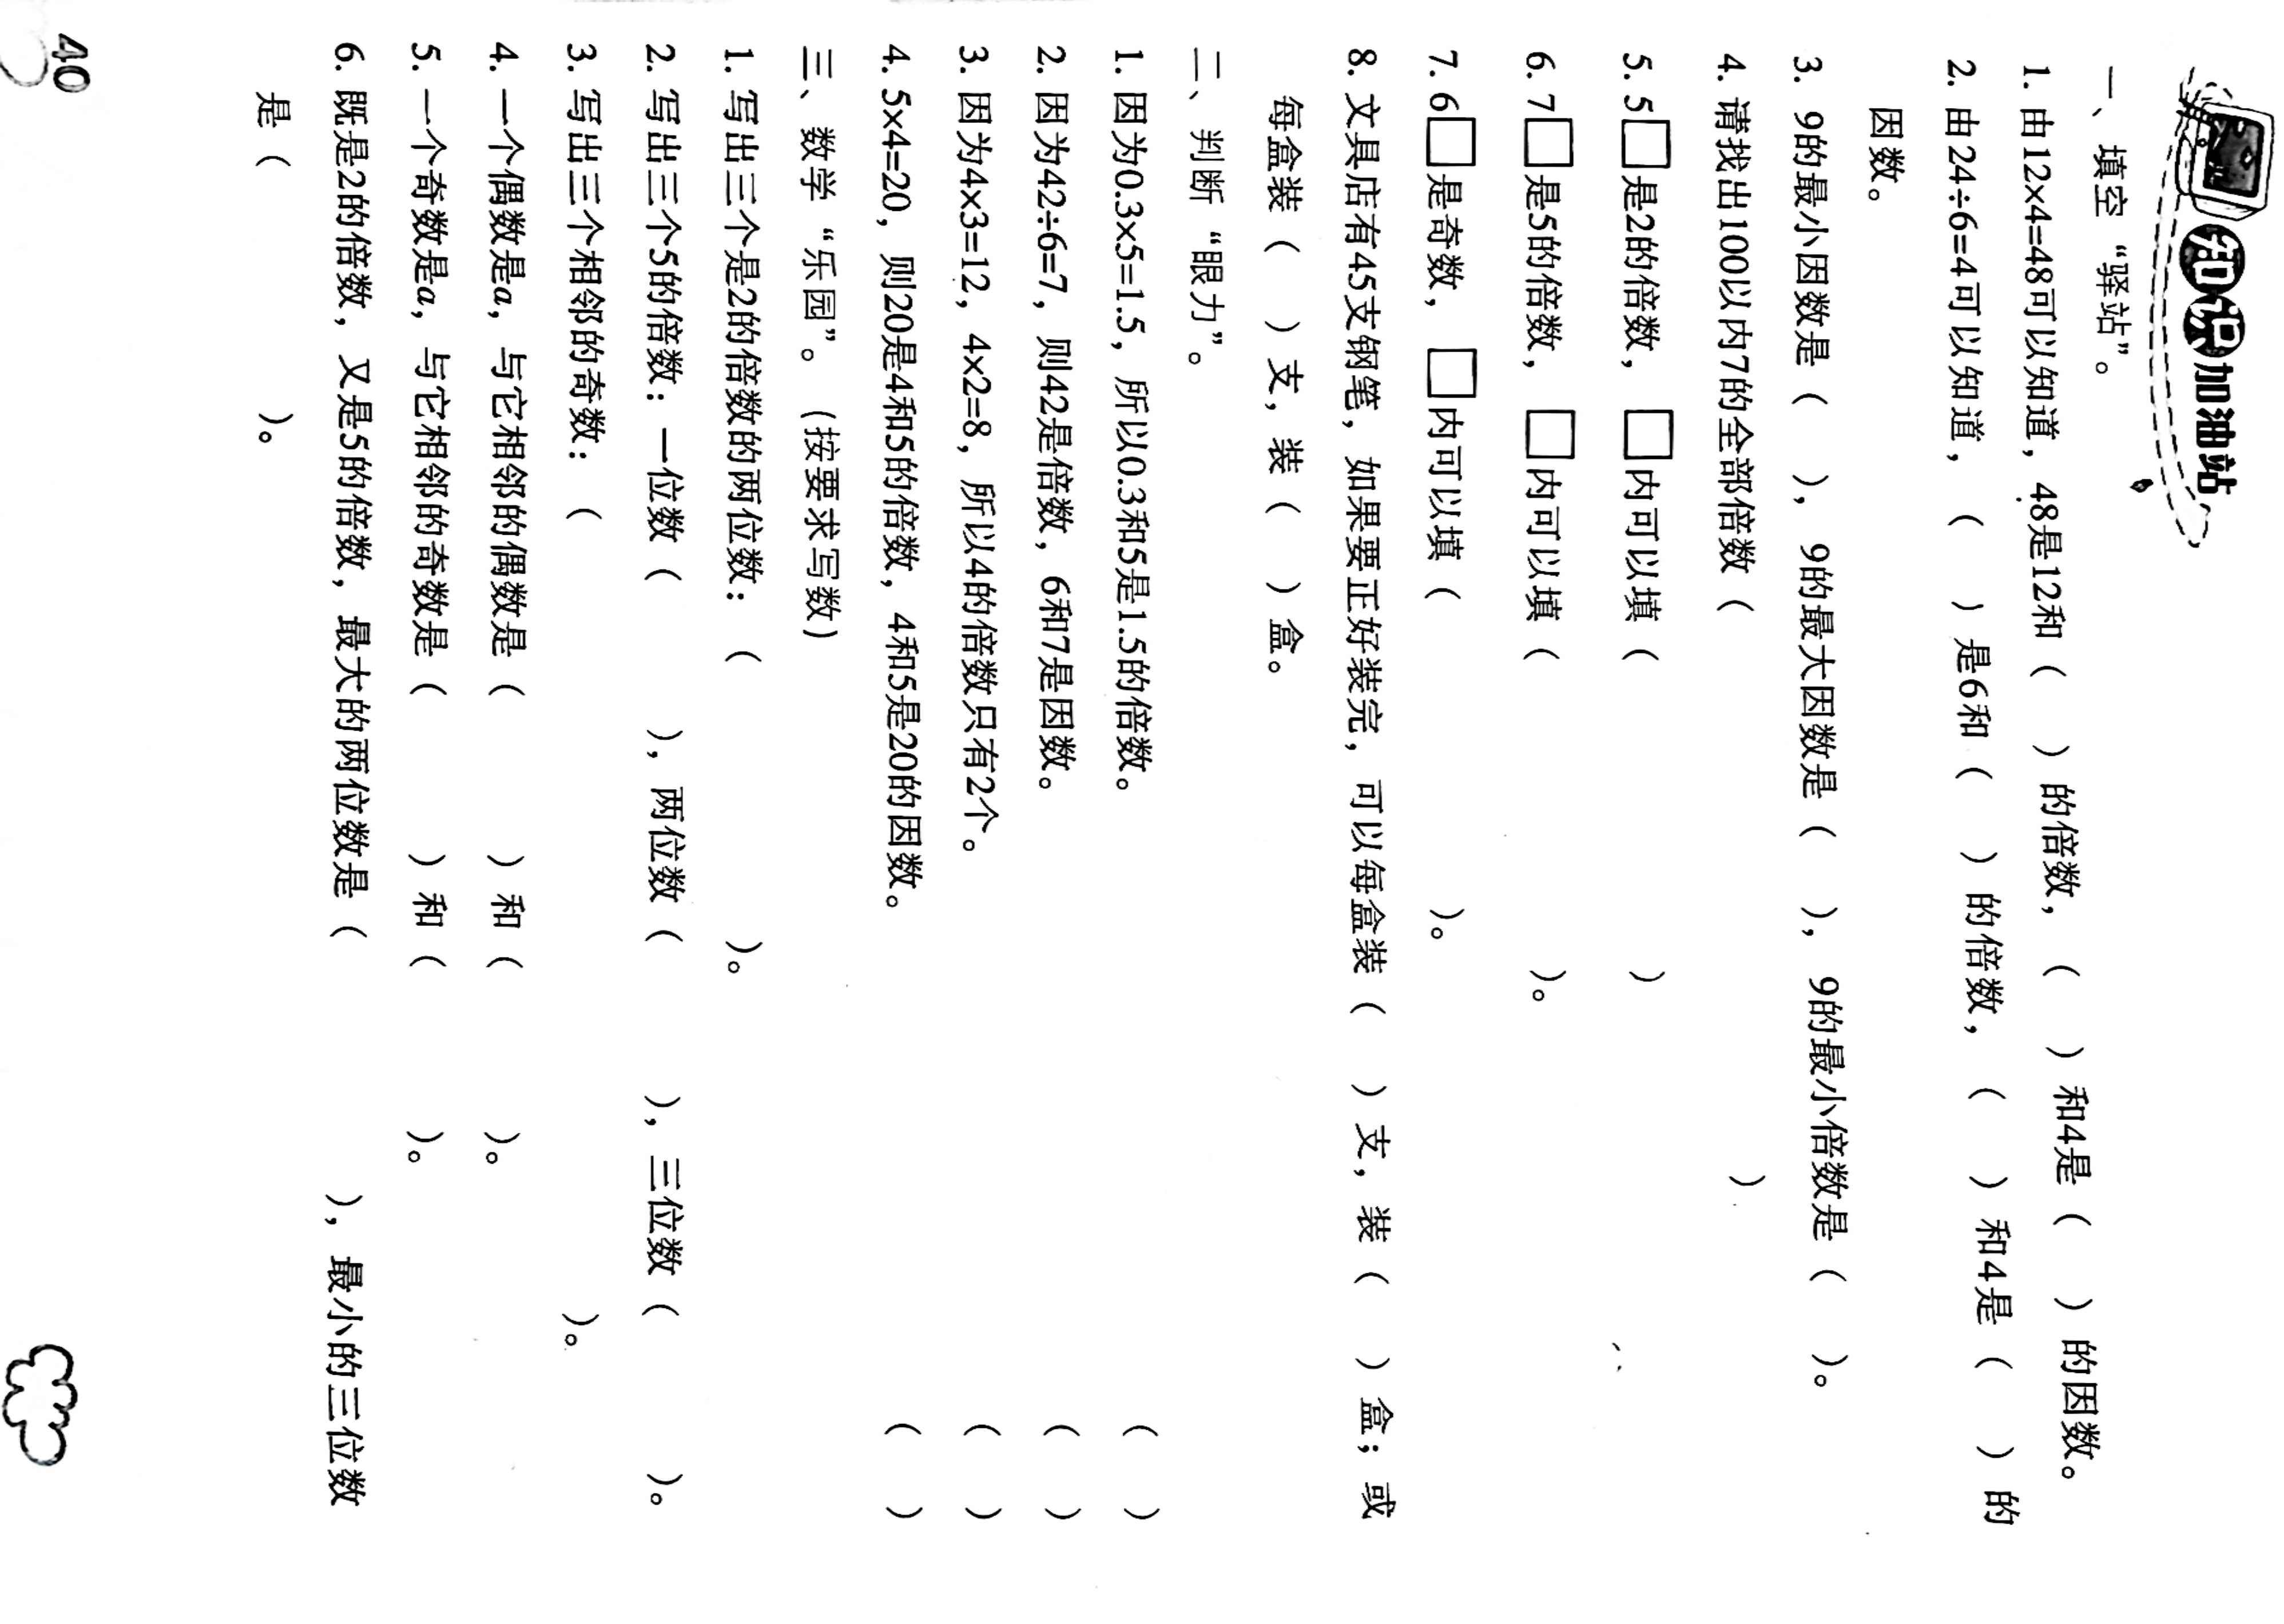 知识加油站
一、填空“驿站”。
1. 由12×4=48可以知道，48是12和（  ）的倍数，（  ）和4是（  ）的因数。
2. 由24÷6=4可以知道，（  ）是6和（  ）的倍数，（  ）和4是（  ）的
因数。
3. 9的最小因数是（  ），9的最大因数是（  ），9的最小倍数是（  ）。
4. 请找出100以内7的全部倍数（  ）
5. 5□是2的倍数，□内可以填（  ）
6. 7□是5的倍数，□内可以填（  ）。
7. 6□是奇数，□内可以填（  ）。
8. 文具店有45支钢笔，如果要正好装完，可以每盒装（  ）支，装（  ）盒；或
每盒装（  ）支，装（  ）盒。
二、判断“眼力”。
1. 因为0.3×5=1.5，所以0.3和5是1.5的倍数。（  ）
2. 因为42÷6=7，则42是倍数，6和7是因数。（  ）
3. 因为4×3=12，4×2=8，所以4的倍数只有2个。（  ）
4. 5×4=20，则20是4和5的倍数，4和5是20的因数。（  ）
三、数学“乐园”。（按要求写数）
1. 写出三个是2的倍数的两位数：（  ）。
2. 写出三个5的倍数：一位数（  ），两位数（  ），三位数（  ）。
3. 写出三个相邻的奇数：（  ）。
4. 一个偶数是a，与它相邻的偶数是（  ）和（  ）。
5. 一个奇数是a，与它相邻的奇数是（  ）和（  ）。
6. 既是2的倍数，又是5的倍数，最大的两位数是（  ），最小的三位数
是（  ）。
40